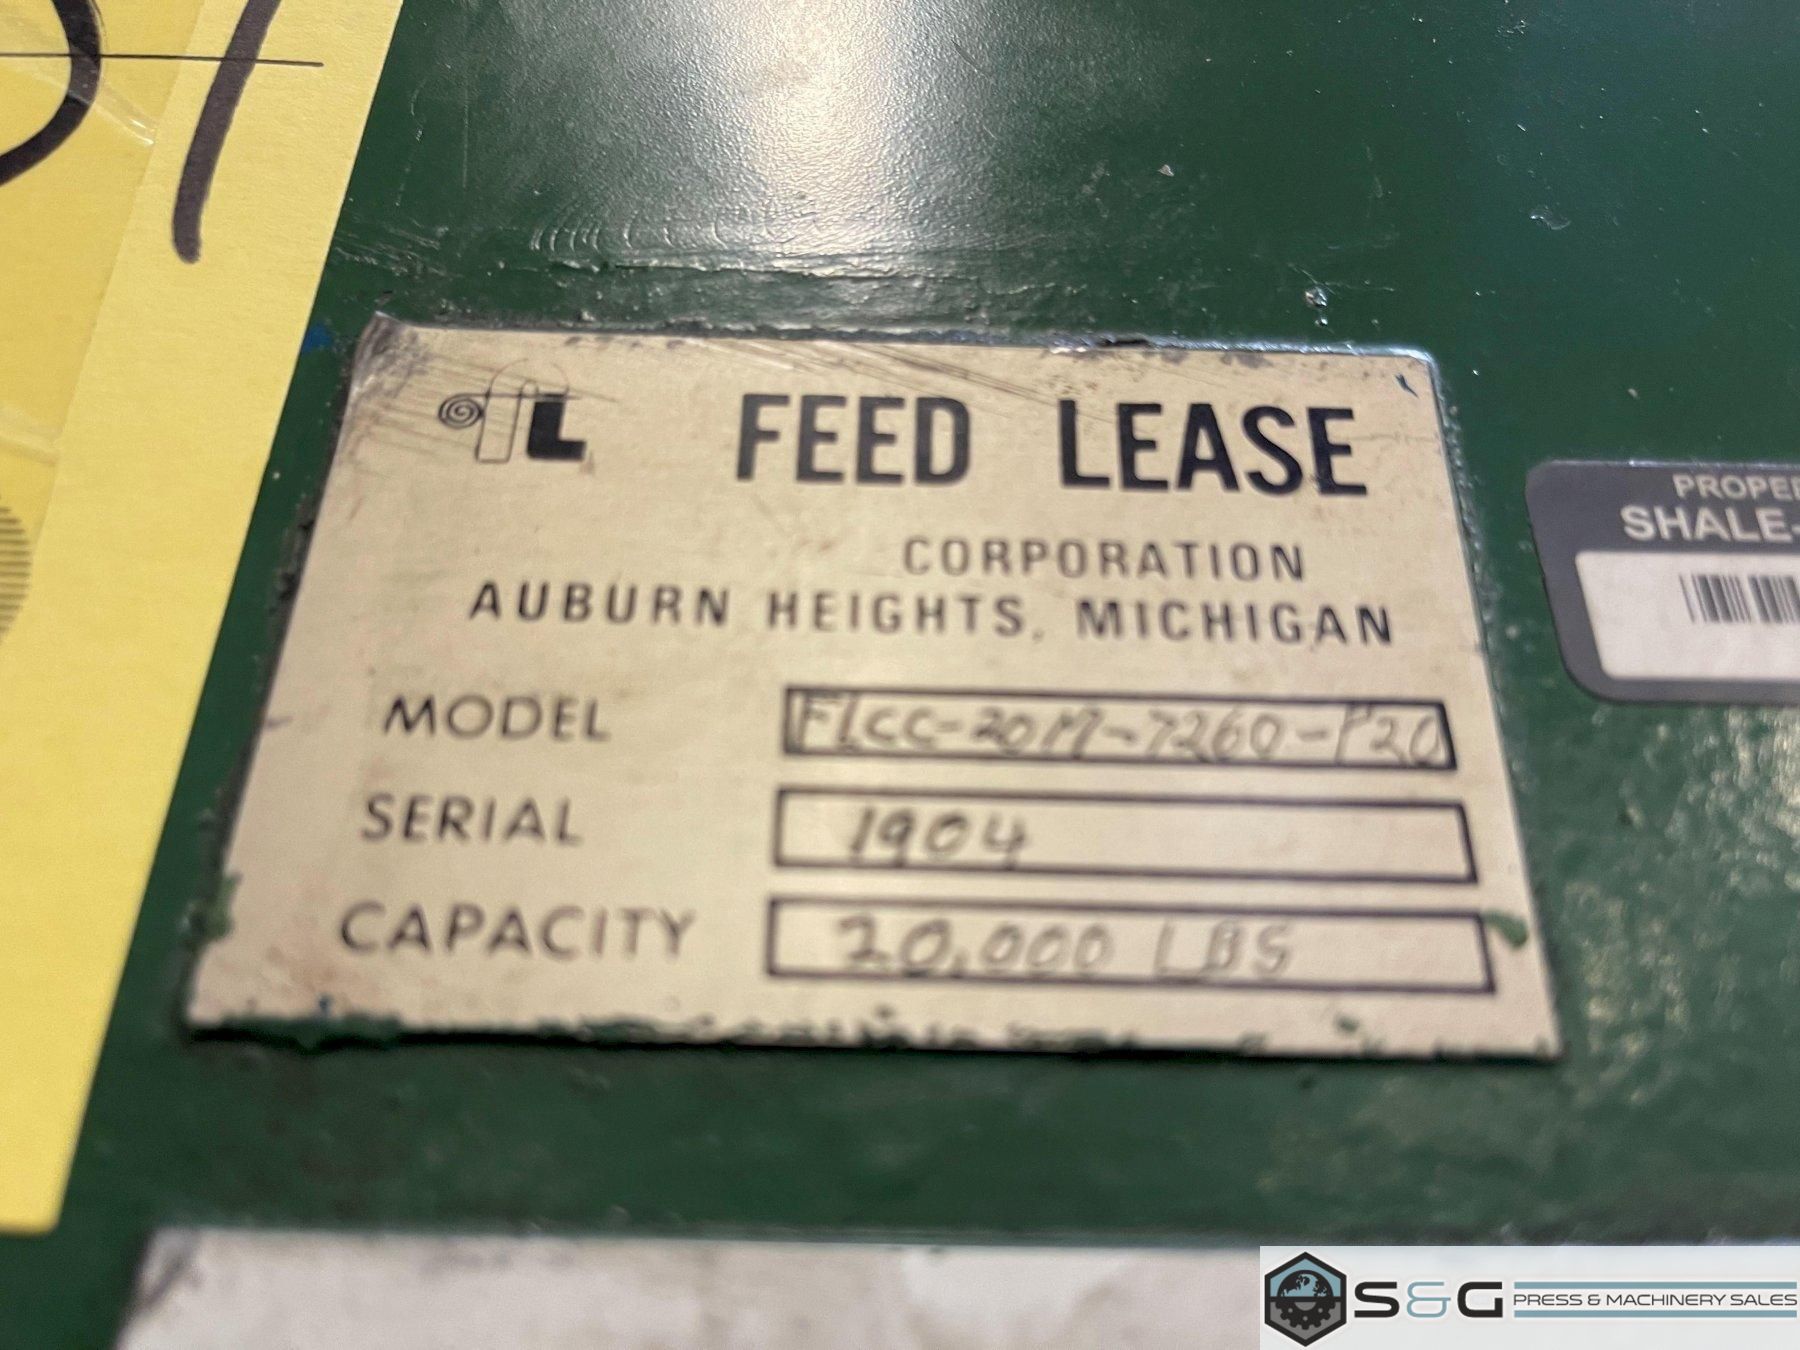 FL FEED LEASE
CORPORATION
AUBURN HEIGHTS, MICHIGAN
MODEL FLCC-20M-7260-P20
SERIAL 1904
CAPACITY 20,000 LBS
SHALE-
S&G PRESS & MACHINERY SALES